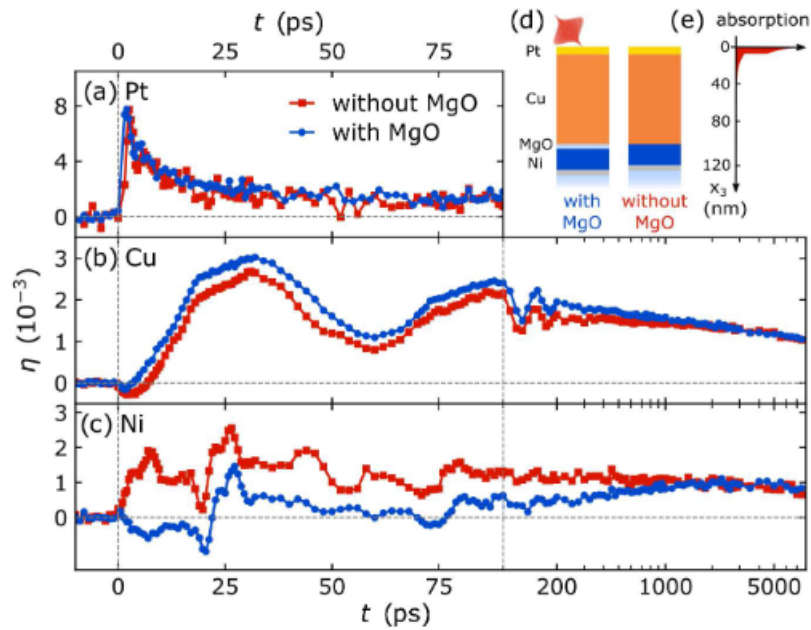 t (ps)
0 25 50 75
(d)
(e) absorption
(a) Pt
without MgO
with MgO
8
4
0
Pt
Cu
MgO
Ni
with MgO
without MgO
0
40
80
120
x₃
(nm)
(b) Cu
3
2
1
0
η (10⁻³)
(c) Ni
3
2
1
0
0 25 50 75 200 1000 5000
t (ps)